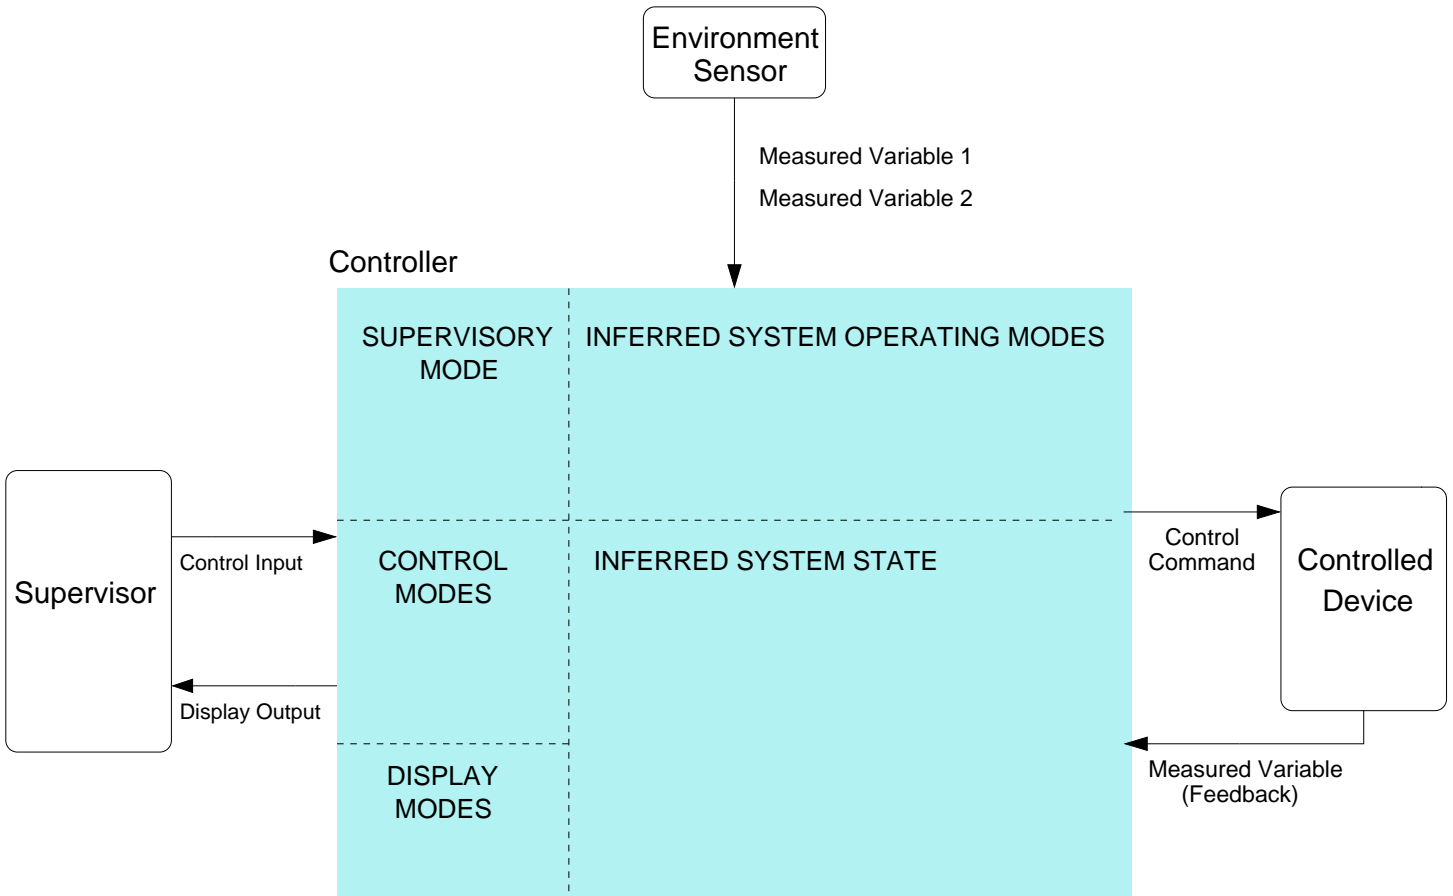 Environment
Sensor
Measured Variable 1
Measured Variable 2
Controller
SUPERVISORY
MODE
INFERRED SYSTEM OPERATING MODES
Supervisor
Control Input
Display Output
CONTROL
MODES
INFERRED SYSTEM STATE
Control
Command
Controlled
Device
Measured Variable
(Feedback)
DISPLAY
MODES